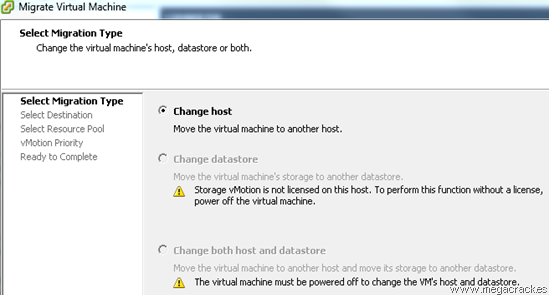 Migrate Virtual Machine
Select Migration Type
Change the virtual machine's host, datastore or both.
Select Migration Type
Select Destination
Select Resource Pool
vMotion Priority
Ready to Complete
Change host
Move the virtual machine to another host.
Change datastore
Move the virtual machine's storage to another datastore.
Storage vMotion is not licensed on this host. To perform this function without a license,
power off the virtual machine.
Change both host and datastore
Move the virtual machine to another host and move its storage to another datastore.
The virtual machine must be powered off to change the VM's host and datastore.
www.megacrack.es